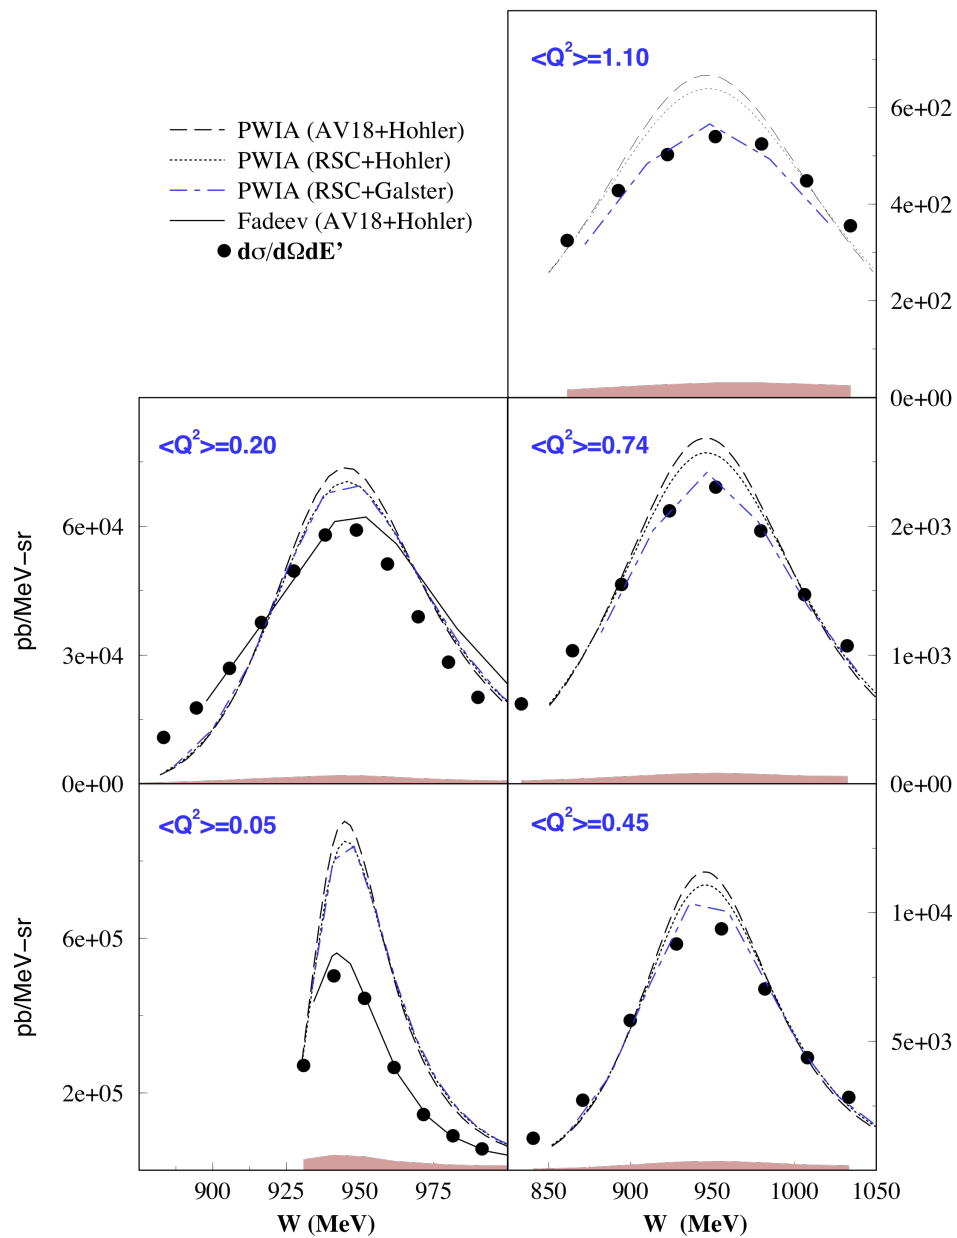 <Q²>=1.10
PWIA (AV18+Hohler)
PWIA (RSC+Hohler)
PWIA (RSC+Galster)
Fadeev (AV18+Hohler)
dσ/dΩdE’
6e+02
4e+02
2e+02
0e+00
<Q²>=0.20
<Q²>=0.74
6e+04
3e+04
0e+00
pb/MeV−sr
2e+03
1e+03
0e+00
<Q²>=0.05
<Q²>=0.45
6e+05
2e+05
pb/MeV−sr
1e+04
5e+03
900 925 950 975
850 900 950 1000 1050
W (MeV)
W (MeV)